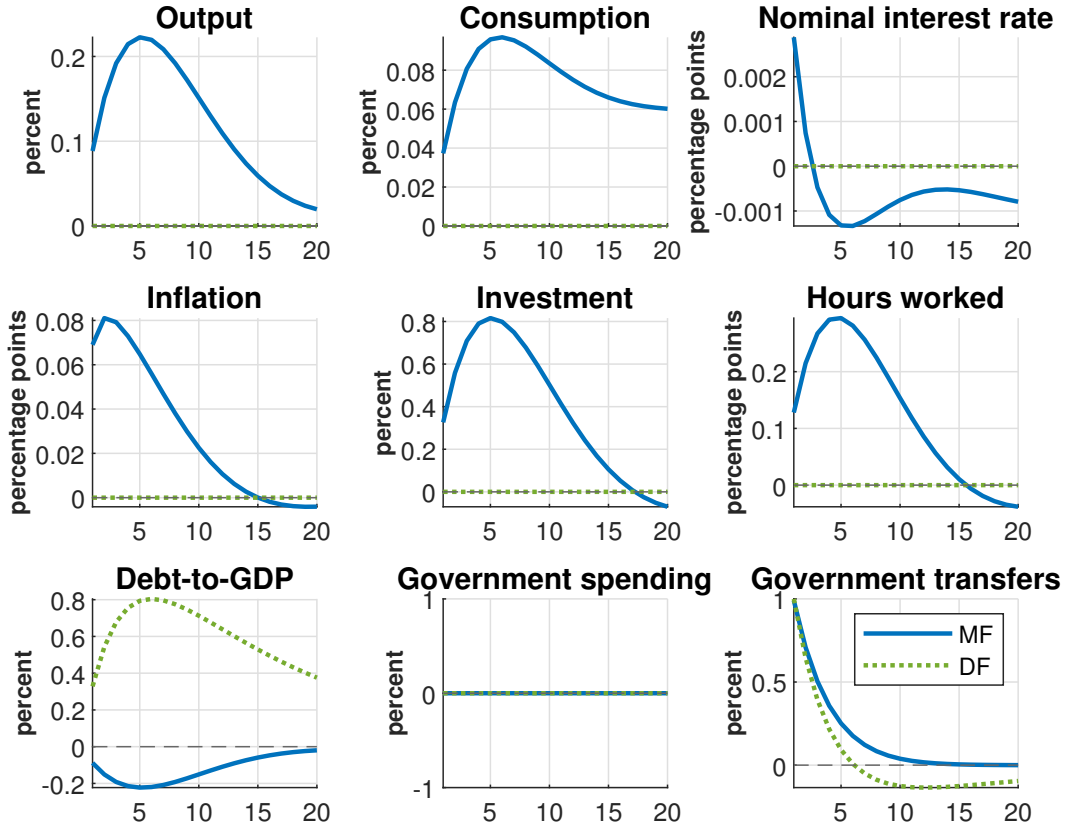 Output
percent
0.2
0.1
0
5 10 15 20
Consumption
percent
0.08
0.06
0.04
0.02
0
5 10 15 20
Nominal interest rate
percentage points
0.002
0.001
0
-0.001
5 10 15 20
Inflation
percentage points
0.08
0.06
0.04
0.02
0
5 10 15 20
Investment
percent
0.8
0.6
0.4
0.2
0
5 10 15 20
Hours worked
percentage points
0.2
0.1
0
5 10 15 20
Debt-to-GDP
percent
0.8
0.6
0.4
0.2
0
-0.2
5 10 15 20
Government spending
percent
1
0
-1
5 10 15 20
Government transfers
percent
1
0.5
0
5 10 15 20
MF
DF